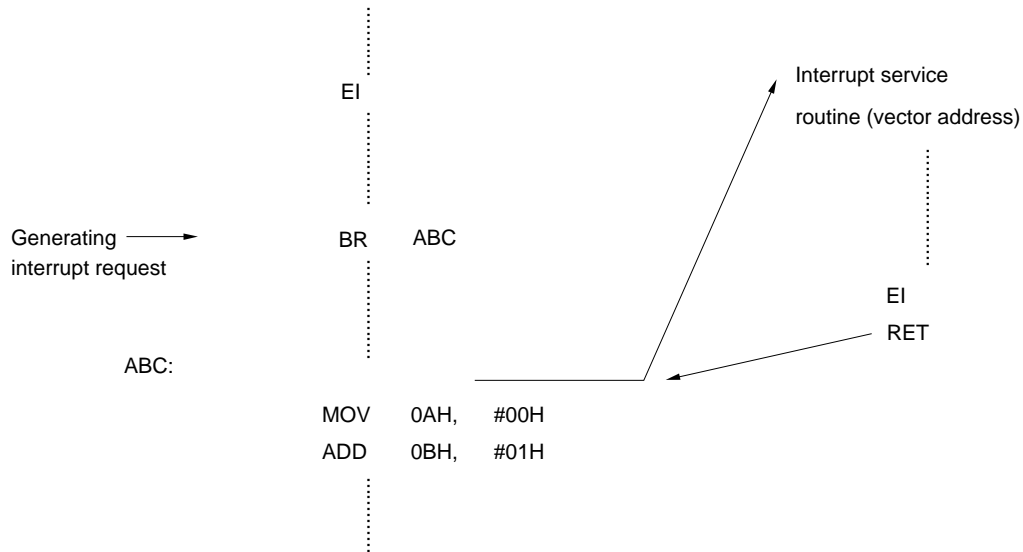 EI
Interrupt service
routine (vector address)
Generating
interrupt request
BR ABC
EI
RET
ABC:
MOV 0AH, #00H
ADD 0BH, #01H